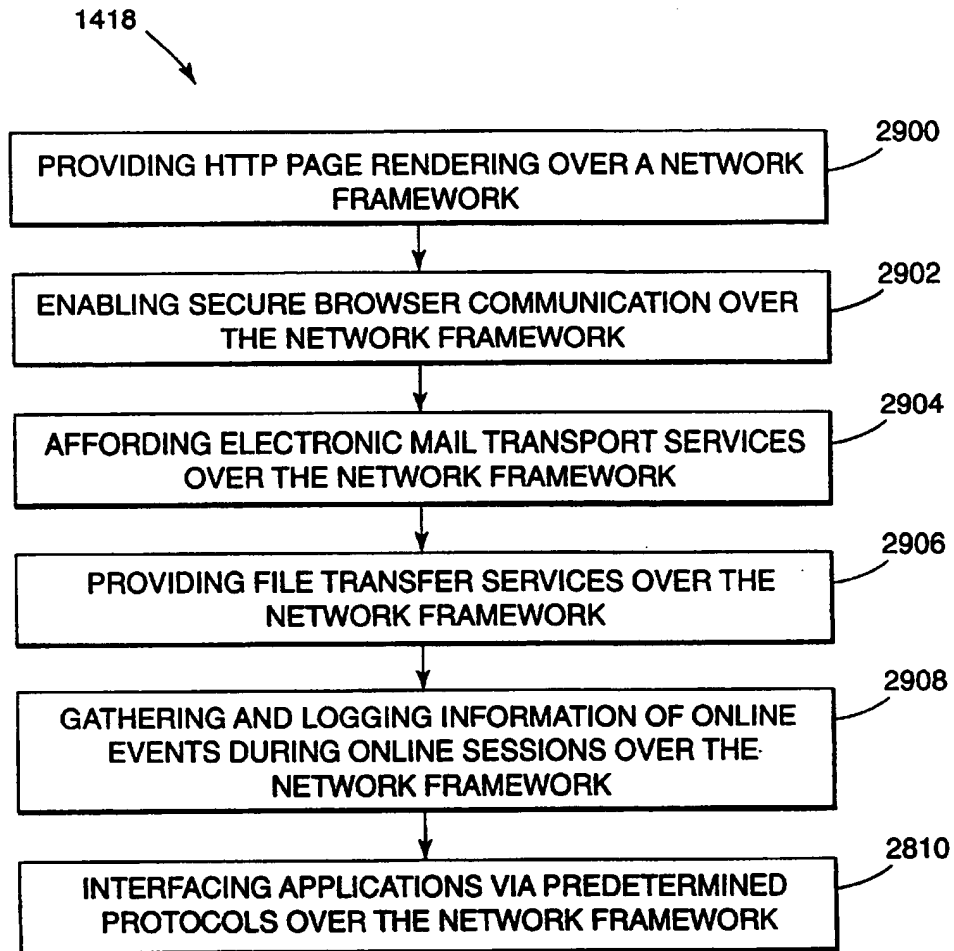 1418
2900
PROVIDING HTTP PAGE RENDERING OVER A NETWORK
FRAMEWORK
2902
ENABLING SECURE BROWSER COMMUNICATION OVER
THE NETWORK FRAMEWORK
2904
AFFORDING ELECTRONIC MAIL TRANSPORT SERVICES
OVER THE NETWORK FRAMEWORK
2906
PROVIDING FILE TRANSFER SERVICES OVER THE
NETWORK FRAMEWORK
2908
GATHERING AND LOGGING INFORMATION OF ONLINE
EVENTS DURING ONLINE SESSIONS OVER THE
NETWORK FRAMEWORK
2810
INTERFACING APPLICATIONS VIA PREDETERMINED
PROTOCOLS OVER THE NETWORK FRAMEWORK